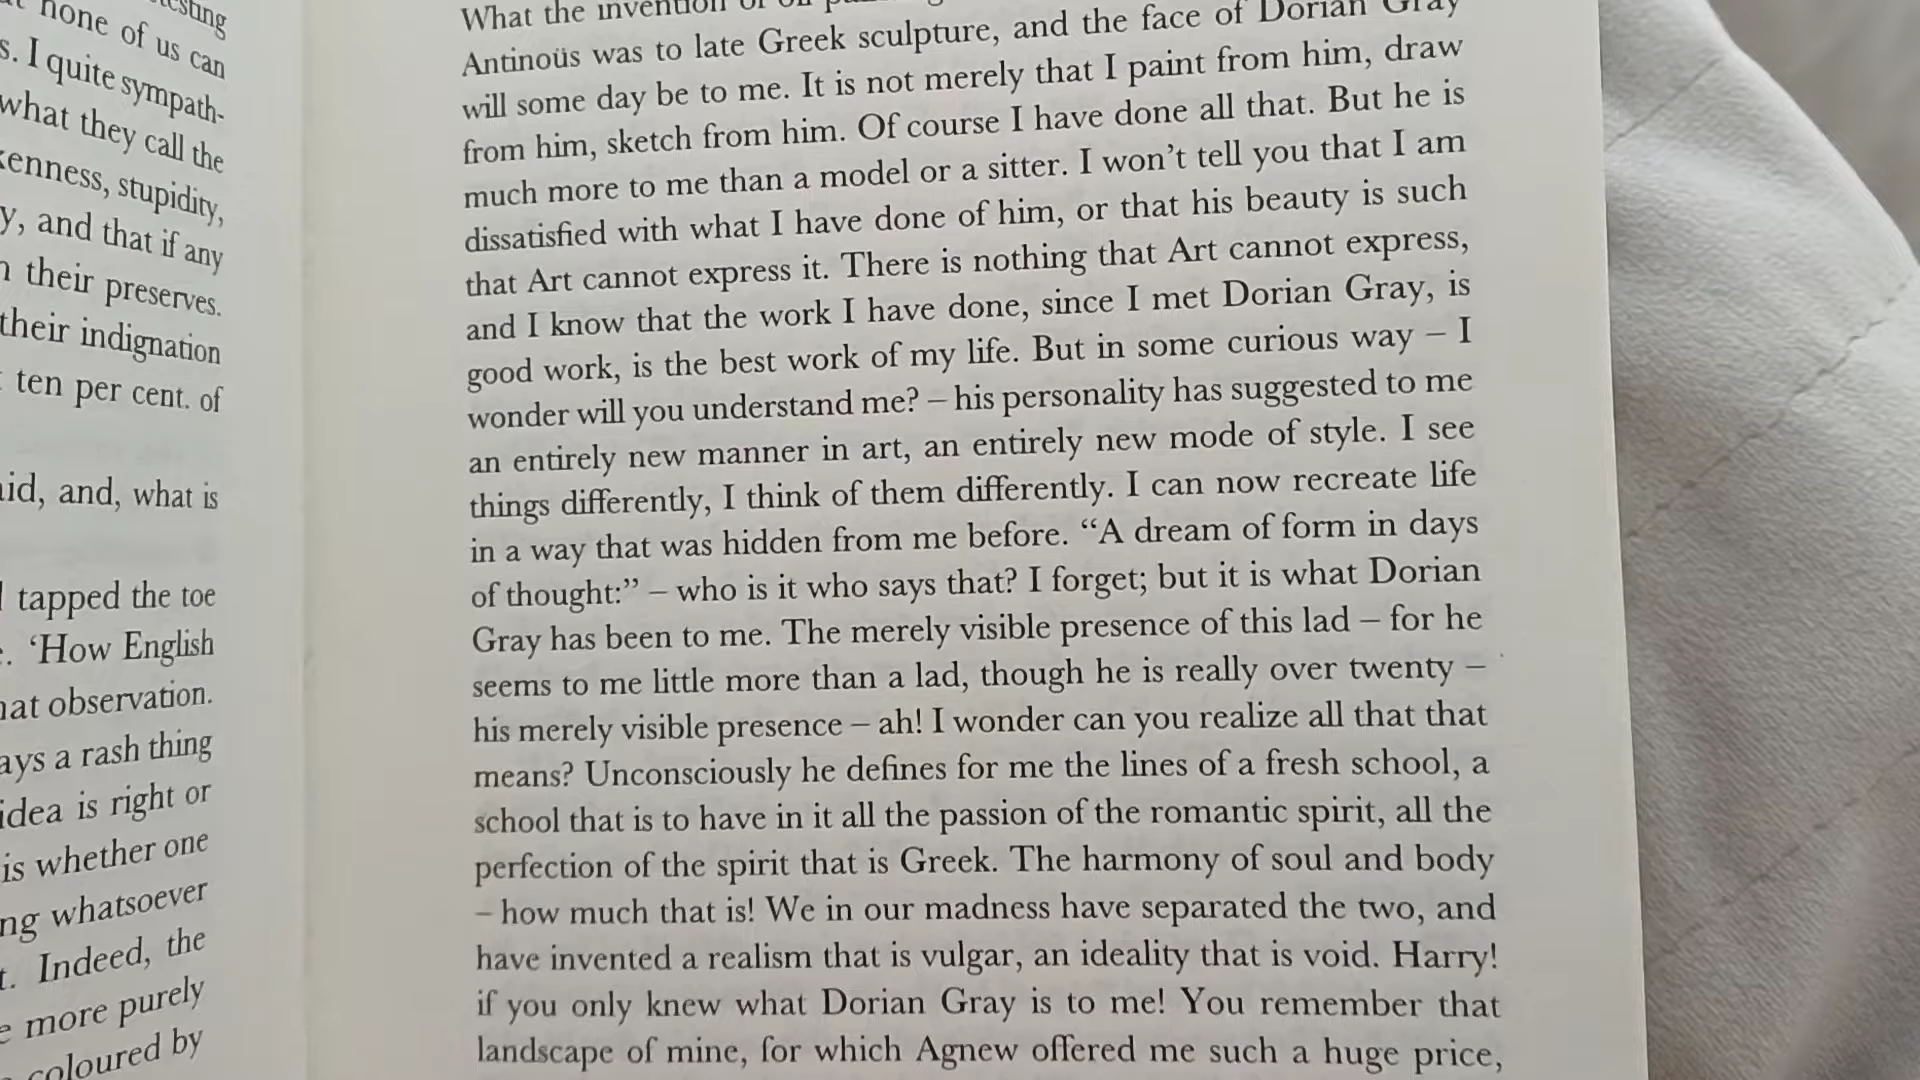 none of us can
s. I quite sympath-
what they call the
kenness, stupidity,
y, and that if any
their preserves.
their indignation
ten per cent. of
aid, and, what is
tapped the toe
'How English
hat observation.
ays a rash thing
idea is right or
is whether one
ng whatsoever
t. Indeed, the
e more purely
coloured by
What the invention of oil
Antinoüs was to late Greek sculpture, and the face of Dorian Gray
will some day be to me. It is not merely that I paint from him, draw
from him, sketch from him. Of course I have done all that. But he is
much more to me than a model or a sitter. I won't tell you that I am
dissatisfied with what I have done of him, or that his beauty is such
that Art cannot express it. There is nothing that Art cannot express,
and I know that the work I have done, since I met Dorian Gray, is
good work, is the best work of my life. But in some curious way – I
wonder will you understand me? – his personality has suggested to me
an entirely new manner in art, an entirely new mode of style. I see
things differently, I think of them differently. I can now recreate life
in a way that was hidden from me before. “A dream of form in days
of thought:” – who is it who says that? I forget; but it is what Dorian
Gray has been to me. The merely visible presence of this lad – for he
seems to me little more than a lad, though he is really over twenty –
his merely visible presence – ah! I wonder can you realize all that that
means? Unconsciously he defines for me the lines of a fresh school, a
school that is to have in it all the passion of the romantic spirit, all the
perfection of the spirit that is Greek. The harmony of soul and body
– how much that is! We in our madness have separated the two, and
have invented a realism that is vulgar, an ideality that is void. Harry!
if you only knew what Dorian Gray is to me! You remember that
landscape of mine, for which Agnew offered me such a huge price,